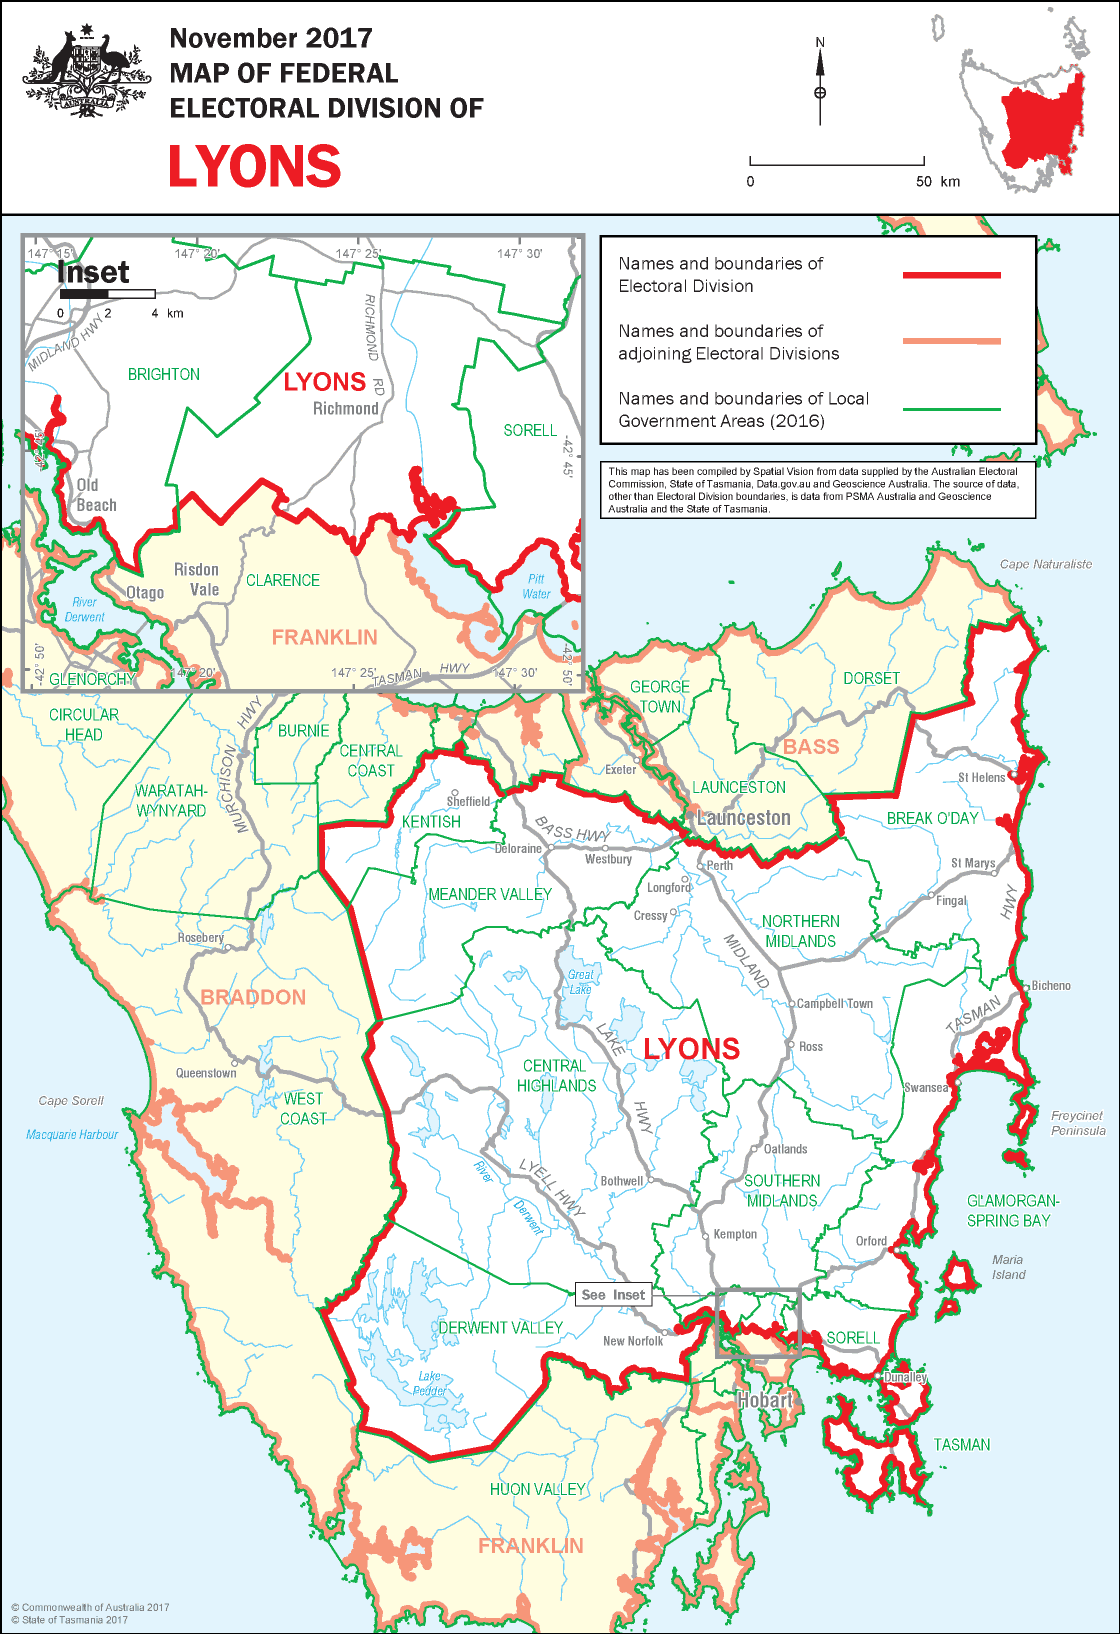 November 2017
MAP OF FEDERAL
ELECTORAL DIVISION OF
LYONS
AUSTRALIA
N
0 50 km
147° 15' 147° 20' 147° 25' 147° 30'
Inset
0 2 4 km
MIDLAND HWY
RICHMOND RD
BRIGHTON
LYONS
Richmond
SORELL
-42° 45'
-42° 45'
Old
Beach
Risdon
Vale
Otago
CLARENCE
River
Derwent
Pitt
Water
FRANKLIN
GLENORCHY
-42° 50'
147° 20' 147° 25' 147° 30'
TASMAN HWY
-42° 50'
Names and boundaries of
Electoral Division
Names and boundaries of
adjoining Electoral Divisions
Names and boundaries of Local
Government Areas (2016)
This map has been compiled by Spatial Vision from data supplied by the Australian Electoral
Commission, State of Tasmania, Data.gov.au and Geoscience Australia. The source of data,
other than Electoral Division boundaries, is data from PSMA Australia and Geoscience
Australia and the State of Tasmania.
Cape Naturaliste
CIRCULAR
HEAD
BURNIE
CENTRAL
COAST
GEORGE
TOWN
DORSET
BASS
WARATAH-
WYNYARD
MURCHISON HWY
Exeter
LAUNCESTON
Launceston
St Helens
Sheffield
KENTISH
BASS HWY
BREAK O'DAY
Deloraine
Westbury
Perth
St Marys
MEANDER VALLEY
Longford
Cressy
Fingal
HWY
NORTHERN
MIDLANDS
Rosebery
MIDLAND
Great
Lake
BRADDON
Bicheno
Campbell Town
TASMAN
LAKE
LYONS
Ross
Queenstown
CENTRAL
HIGHLANDS
Swansea
WEST
COAST
Cape Sorell
Macquarie Harbour
HWY
Freycinet
Peninsula
Oatlands
River
LYELL HWY
Bothwell
SOUTHERN
MIDLANDS
Derwent
GLAMORGAN-
SPRING BAY
Kempton
Orford
Maria
Island
See Inset
DERWENT VALLEY
New Norfolk
SORELL
Lake
Pedder
Dunalley
Hobart
TASMAN
HUON VALLEY
FRANKLIN
© Commonwealth of Australia 2017
© State of Tasmania 2017